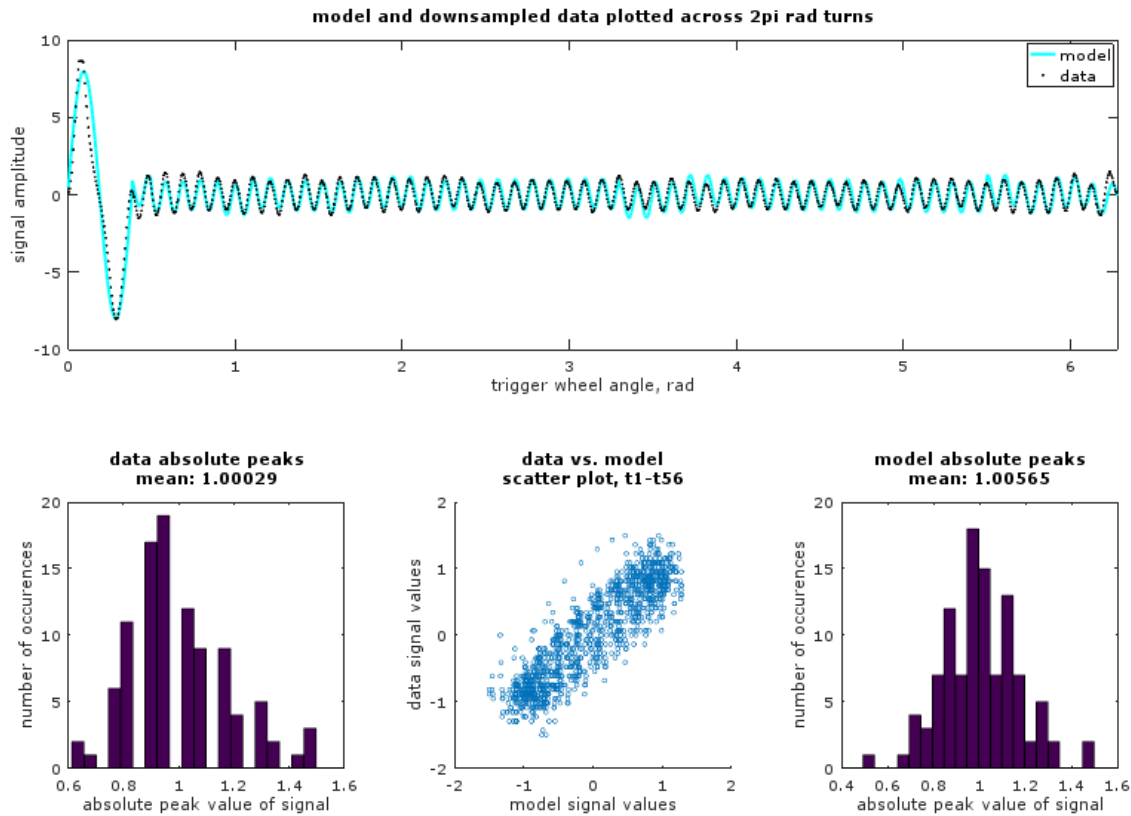 model and downsampled data plotted across 2pi rad turns
10
5
0
-5
-10
signal amplitude
model
data
0 1 2 3 4 5 6
trigger wheel angle, rad
data absolute peaks
mean: 1.00029
20
15
10
5
0
number of occurences
0.6 0.8 1 1.2 1.4 1.6
absolute peak value of signal
data vs. model
scatter plot, t1-t56
2
1
0
-1
-2
data signal values
-2 -1 0 1 2
model signal values
model absolute peaks
mean: 1.00565
20
15
10
5
0
number of occurences
0.4 0.6 0.8 1 1.2 1.4 1.6
absolute peak value of signal